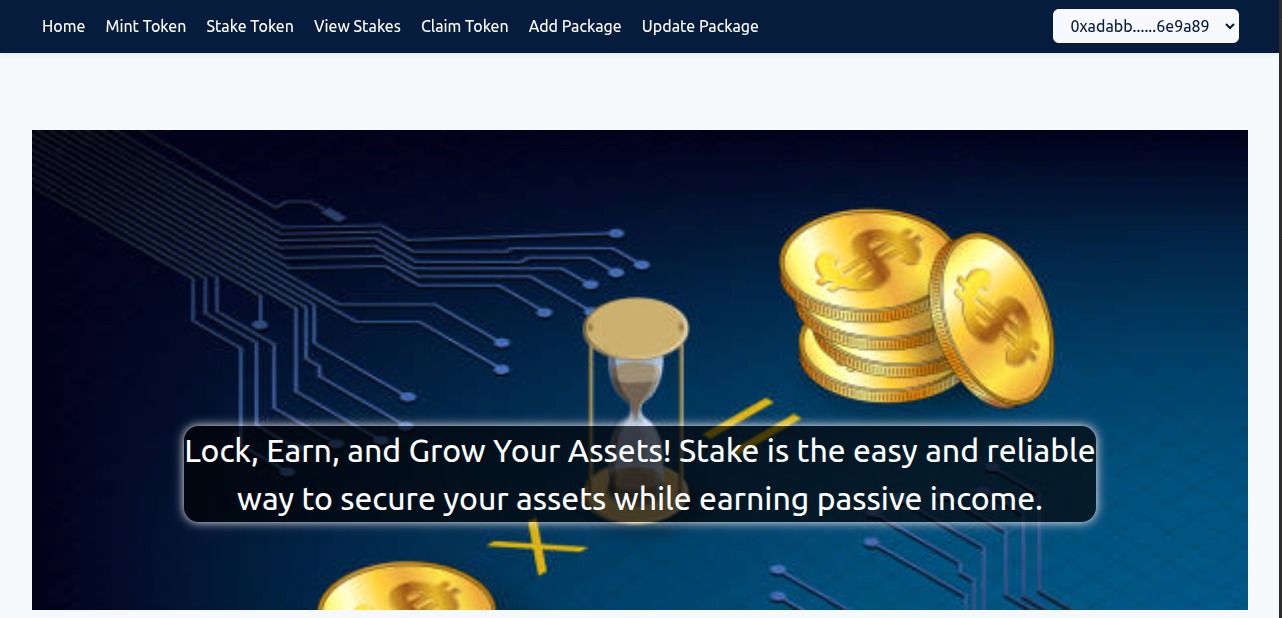 Home Mint Token Stake Token View Stakes Claim Token Add Package Update Package 0xadabb......6e9a89
Lock, Earn, and Grow Your Assets! Stake is the easy and reliable
way to secure your assets while earning passive income.